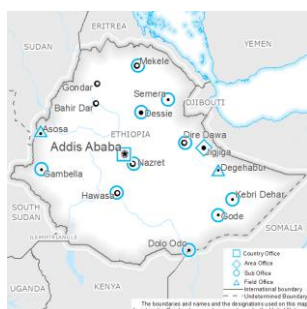 ERITREA
SUDAN
YEMEN
Mekele
Gondar
Semera
Bahir Dar
Dessie
DJIBOUTI
Asosa
ETHIOPIA
Dire Dawa
Addis Ababa
Jigjiga
Nazret
Degehabur
Gambella
Hawasa
Kebri Dehar
SOUTH
SUDAN
Gode
SOMALIA
Dolo Odo
UGANDA
KENYA
Country Office
Area Office
Sub Office
Field Office
International boundary
Undetermined Boundary
The boundaries and names and the designations used on this map